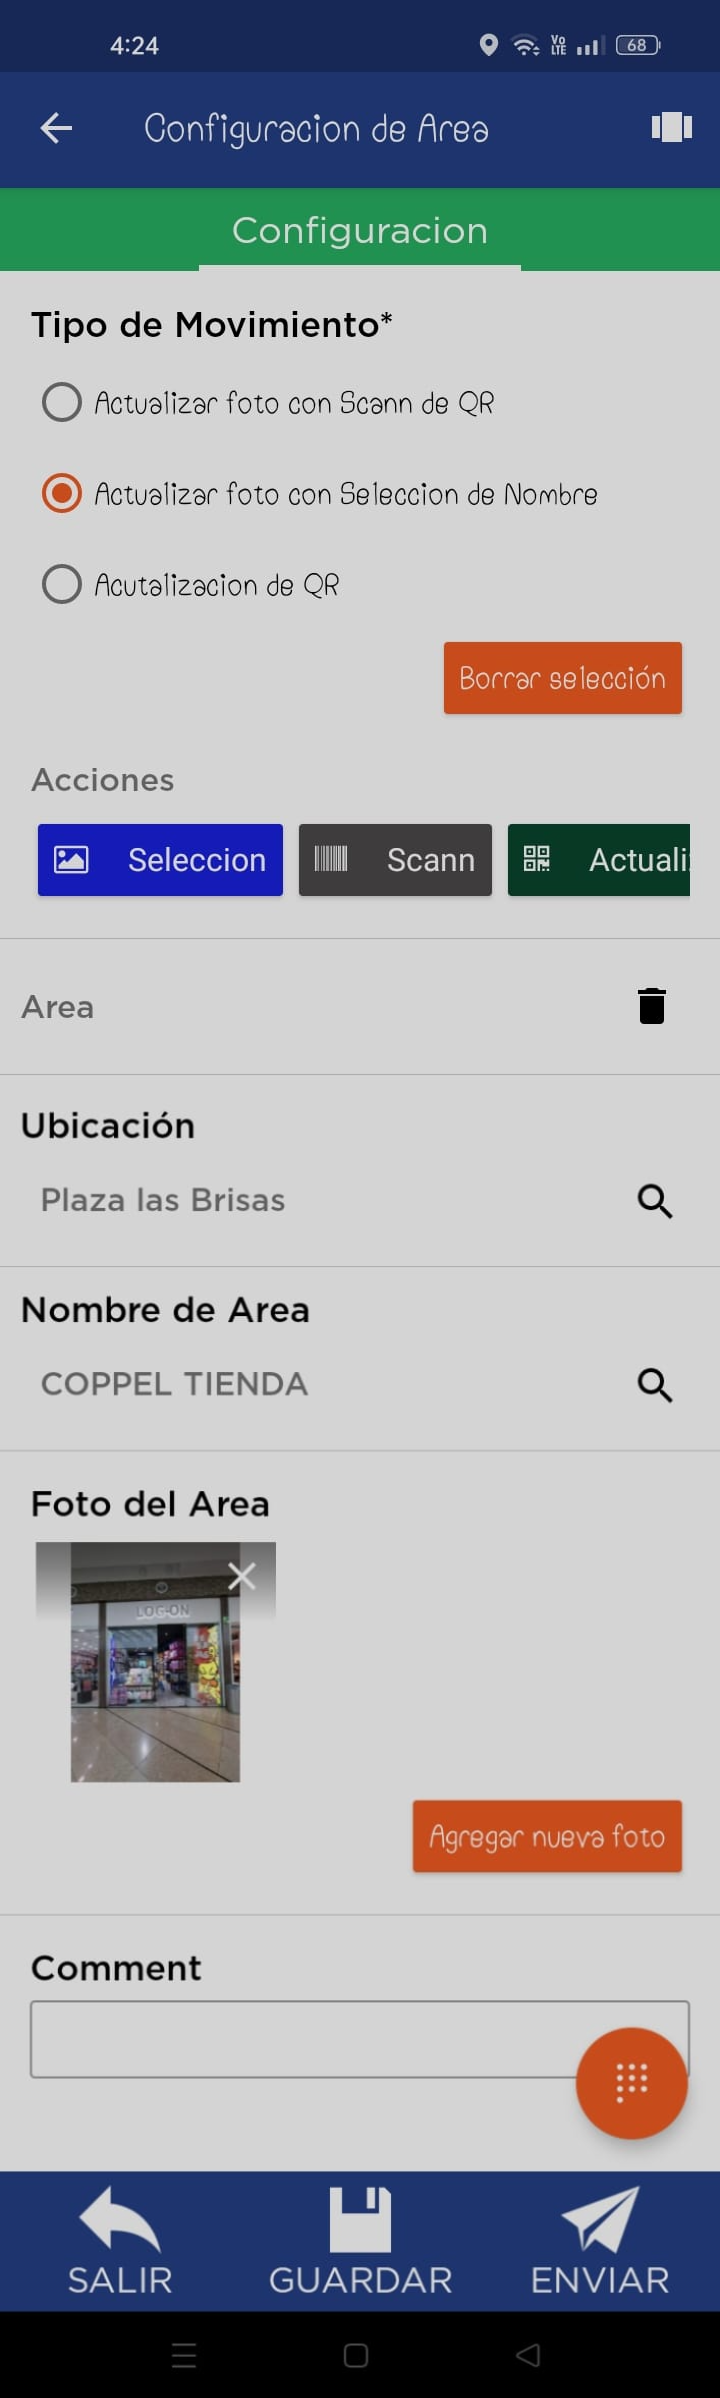 4:24
Vo
LTE
68
Configuracion de Area
Configuracion
Tipo de Movimiento*
Actualizar foto con Scann de QR
Actualizar foto con Seleccion de Nombre
Acutalizacion de QR
Borrar selección
Acciones
Seleccion
Scann
Actuali
Area
Ubicación
Plaza las Brisas
Nombre de Area
COPPEL TIENDA
Foto del Area
LOG-ON
Agregar nueva foto
Comment
SALIR
GUARDAR
ENVIAR